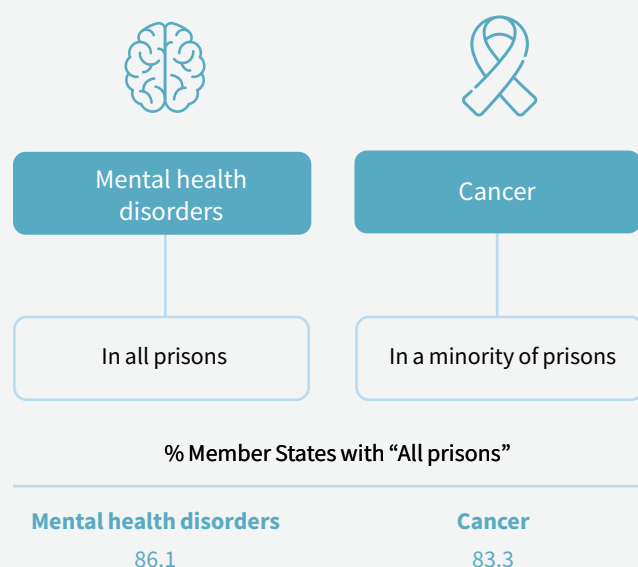 Mental health
disorders
Cancer
In all prisons
In a minority of prisons
% Member States with “All prisons”
Mental health disorders
Cancer
86.1
83.3